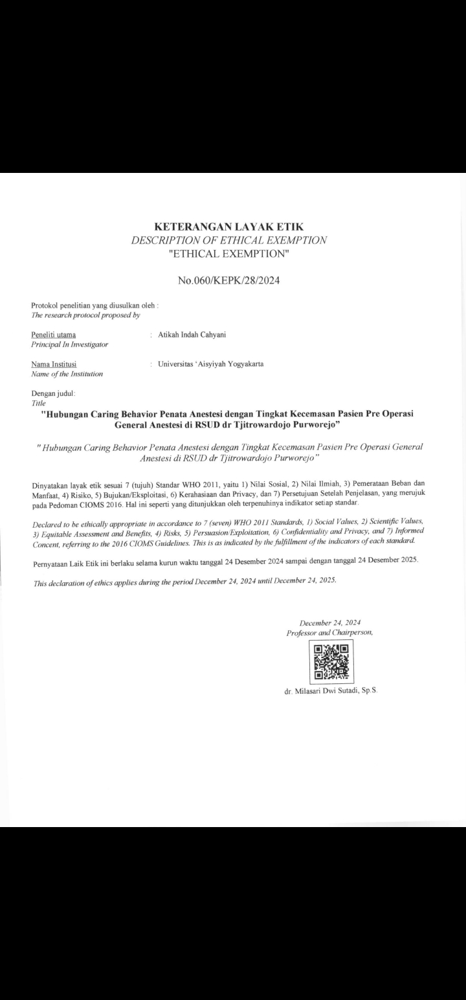 KETERANGAN LAYAK ETIK
DESCRIPTION OF ETHICAL EXEMPTION
"ETHICAL EXEMPTION"
No.060/KEPK/28/2024
Protokol penelitian yang diusulkan oleh :
The research protocol proposed by
Peneliti utama : Atikah Indah Cahyani
Principal In Investigator
Nama Institusi : Universitas ‘Aisyiyah Yogyakarta
Name of the Institution
Dengan judul:
Title
"Hubungan Caring Behavior Penata Anestesi dengan Tingkat Kecemasan Pasien Pre Operasi
General Anestesi di RSUD dr Tjitrowardojo Purworejo”
" Hubungan Caring Behavior Penata Anestesi dengan Tingkat Kecemasan Pasien Pre Operasi General
Anestesi di RSUD dr Tjitrowardojo Purworejo”
Dinyatakan layak etik sesuai 7 (tujuh) Standar WHO 2011, yaitu 1) Nilai Sosial, 2) Nilai Ilmiah, 3) Pemerataan Beban dan
Manfaat, 4) Risiko, 5) Bujukan/Eksploitasi, 6) Kerahasiaan dan Privacy, dan 7) Persetujuan Setelah Penjelasan, yang merujuk
pada Pedoman CIOMS 2016. Hal ini seperti yang ditunjukkan oleh terpenuhinya indikator setiap standar.
Declared to be ethically appropriate in accordance to 7 (seven) WHO 2011 Standards, 1) Social Values, 2) Scientific Values,
3) Equitable Assessment and Benefits, 4) Risks, 5) Persuasion/Exploitation, 6) Confidentiality and Privacy, and 7) Informed
Concent, referring to the 2016 CIOMS Guidelines. This is as indicated by the fulfillment of the indicators of each standard.
Pernyataan Laik Etik ini berlaku selama kurun waktu tanggal 24 Desember 2024 sampai dengan tanggal 24 Desember 2025.
This declaration of ethics applies during the period December 24, 2024 until December 24, 2025.
December 24, 2024
Professor and Chairperson,
dr. Milasari Dwi Sutadi, Sp.S.